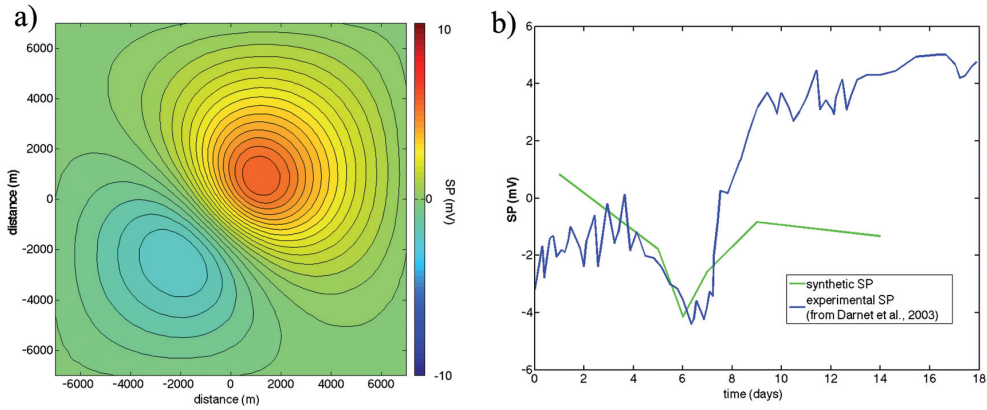 a)
6000
4000
2000
0
-2000
-4000
-6000
distance (m)
-6000 -4000 -2000 0 2000 4000 6000
distance (m)
10
0
-10
SP (mV)
b)
6
4
2
0
-2
-4
-6
SP (mV)
0 2 4 6 8 10 12 14 16 18
time (days)
synthetic SP
experimental SP
(from Darnet et al., 2003)